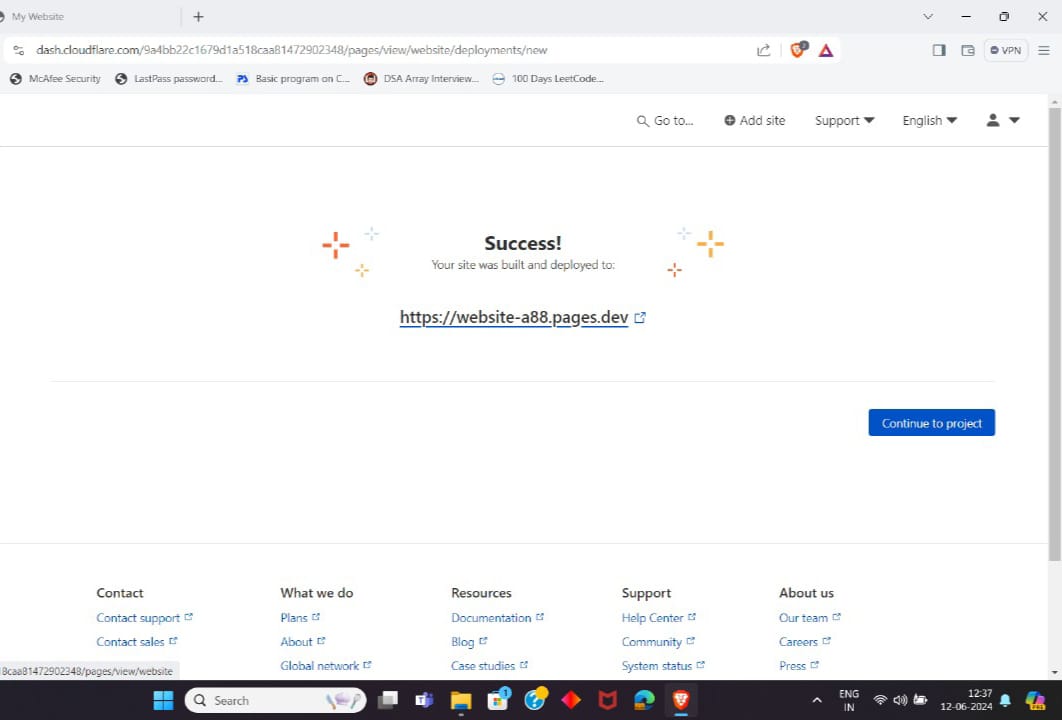 My Website
dash.cloudflare.com/9a4bb22c1679d1a518caa81472902348/pages/view/website/deployments/new
2
VPN
McAfee Security
LastPass password...
Basic program on C...
DSA Array Interview...
100 Days LeetCode...
Go to...
Add site
Support
English
Success!
Your site was built and deployed to:
https://website-a88.pages.dev
Continue to project
Contact
What we do
Resources
Support
About us
Contact support
Plans
Documentation
Help Center
Our team
Contact sales
About
Blog
Community
Careers
Global network
Case studies
System status
Press
18caa81472902348/pages/view/website
Search
1
ENG
IN
12:37
12-06-2024